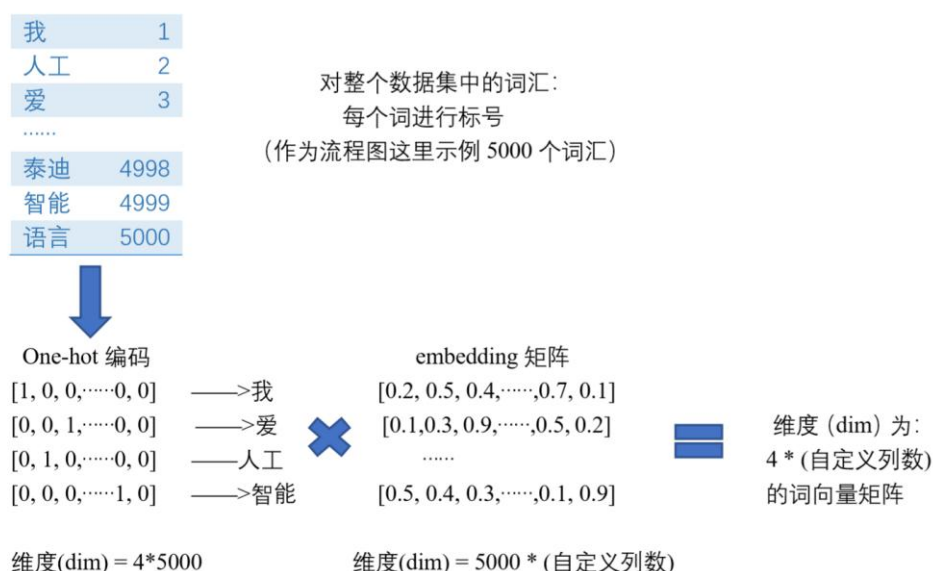 我 1
人工 2
爱 3
……
泰迪 4998
智能 4999
语言 5000
对整个数据集中的词汇：
每个词进行标号
（作为流程图这里示例 5000 个词汇）
One-hot 编码
[1, 0, 0,……0, 0] ——>我
[0, 0, 1,……0, 0] ——>爱
[0, 1, 0,……0, 0] ——人工
[0, 0, 0,……1, 0] ——>智能
维度(dim) = 4*5000
embedding 矩阵
[0.2, 0.5, 0.4,……,0.7, 0.1]
[0.1,0.3, 0.9,……,0.5, 0.2]
……
[0.5, 0.4, 0.3,……,0.1, 0.9]
维度(dim) = 5000 * (自定义列数)
维度（dim）为：
4 * (自定义列数)
的词向量矩阵